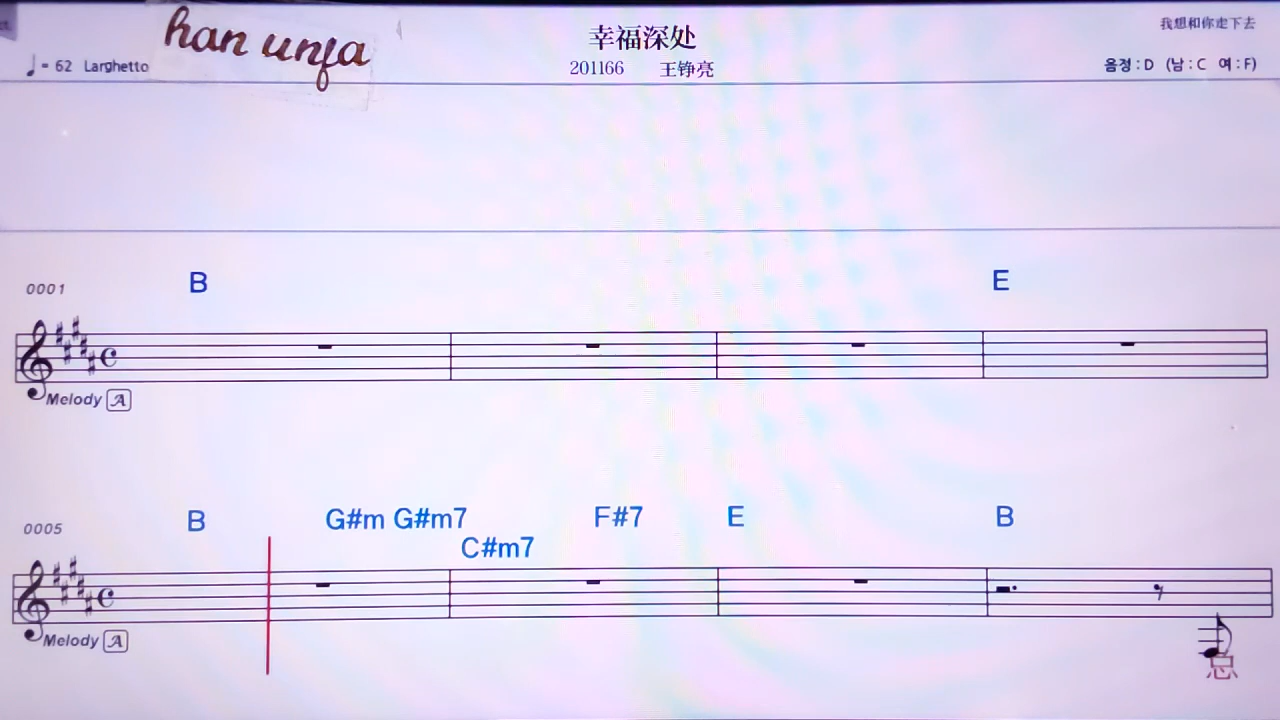 han unfa
幸福深处
我想和你走下去
♩= 62 Larghetto
201166 王铮亮
음정 : D (남 : C 여 : F)
0001 B E
Melody A
0005 B G#m G#m7 C#m7 F#7 E B
Melody A
总